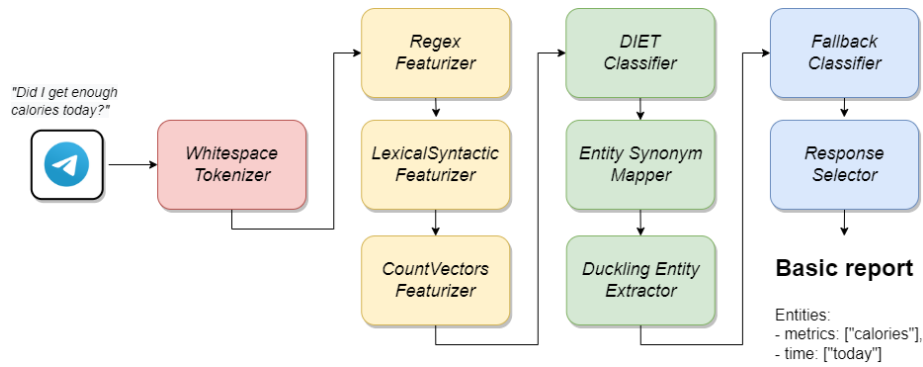 "Did I get enough
calories today?"
Whitespace
Tokenizer
Regex
Featurizer
LexicalSyntactic
Featurizer
CountVectors
Featurizer
DIET
Classifier
Entity Synonym
Mapper
Duckling Entity
Extractor
Fallback
Classifier
Response
Selector
Basic report
Entities:
- metrics: ["calories"],
- time: ["today"]